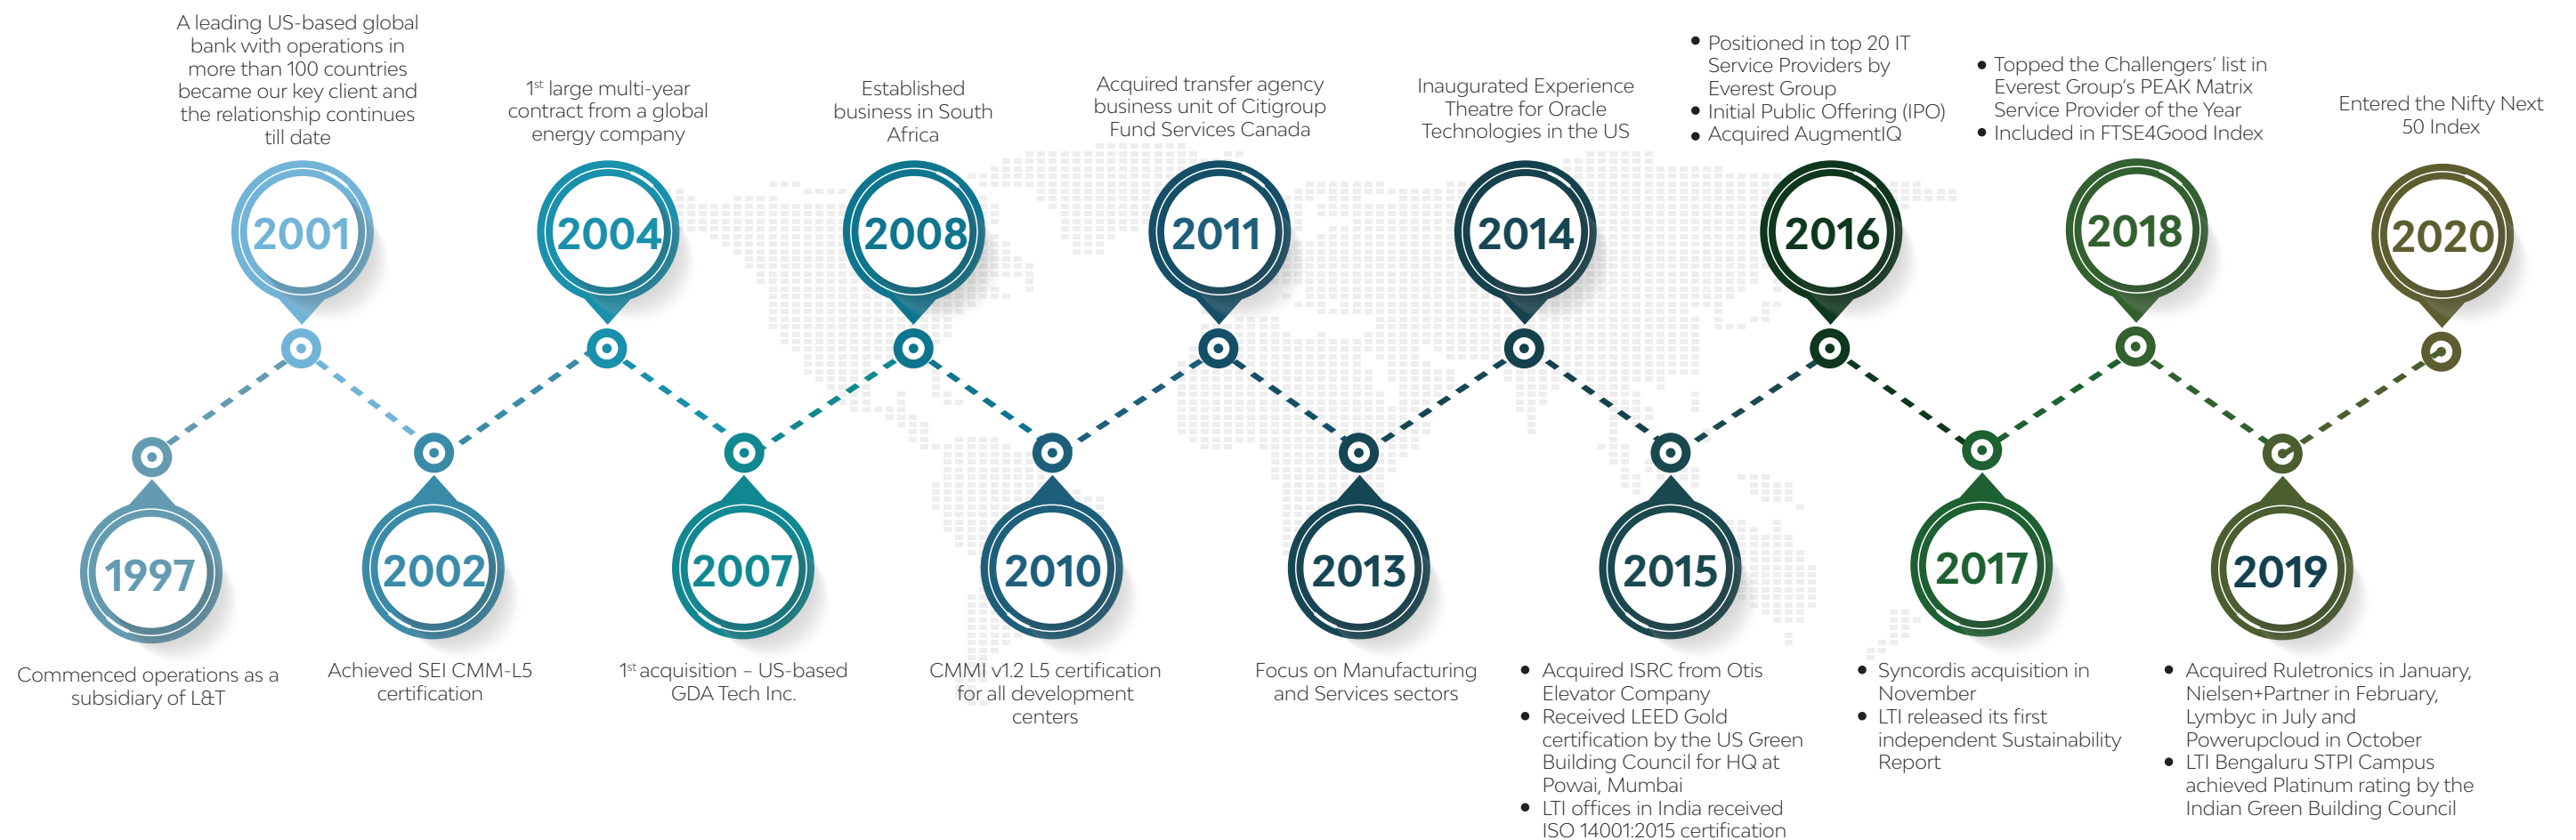 A leading US-based global
bank with operations in
more than 100 countries
became our key client and
the relationship continues
till date
2001
1st large multi-year
contract from a global
energy company
2004
Established
business in South
Africa
2008
Acquired transfer agency
business unit of Citigroup
Fund Services Canada
2011
Inaugurated Experience
Theatre for Oracle
Technologies in the US
2014
• Positioned in top 20 IT
Service Providers by
Everest Group
• Initial Public Offering (IPO)
• Acquired AugmentIQ
2016
• Topped the Challengers’ list in
Everest Group’s PEAK Matrix
Service Provider of the Year
• Included in FTSE4Good Index
2018
Entered the Nifty Next
50 Index
2020
1997
Commenced operations as a
subsidiary of L&T
2002
Achieved SEI CMM-L5
certification
2007
1st acquisition – US-based
GDA Tech Inc.
2010
CMMI v1.2 L5 certification
for all development
centers
2013
Focus on Manufacturing
and Services sectors
2015
• Acquired ISRC from Otis
Elevator Company
• Received LEED Gold
certification by the US Green
Building Council for HQ at
Powai, Mumbai
• LTI offices in India received
ISO 14001:2015 certification
2017
• Syncordis acquisition in
November
• LTI released its first
independent Sustainability
Report
2019
• Acquired Ruletronics in January,
Nielsen+Partner in February,
Lymbyc in July and
Powerupcloud in October
• LTI Bengaluru STPI Campus
achieved Platinum rating by the
Indian Green Building Council